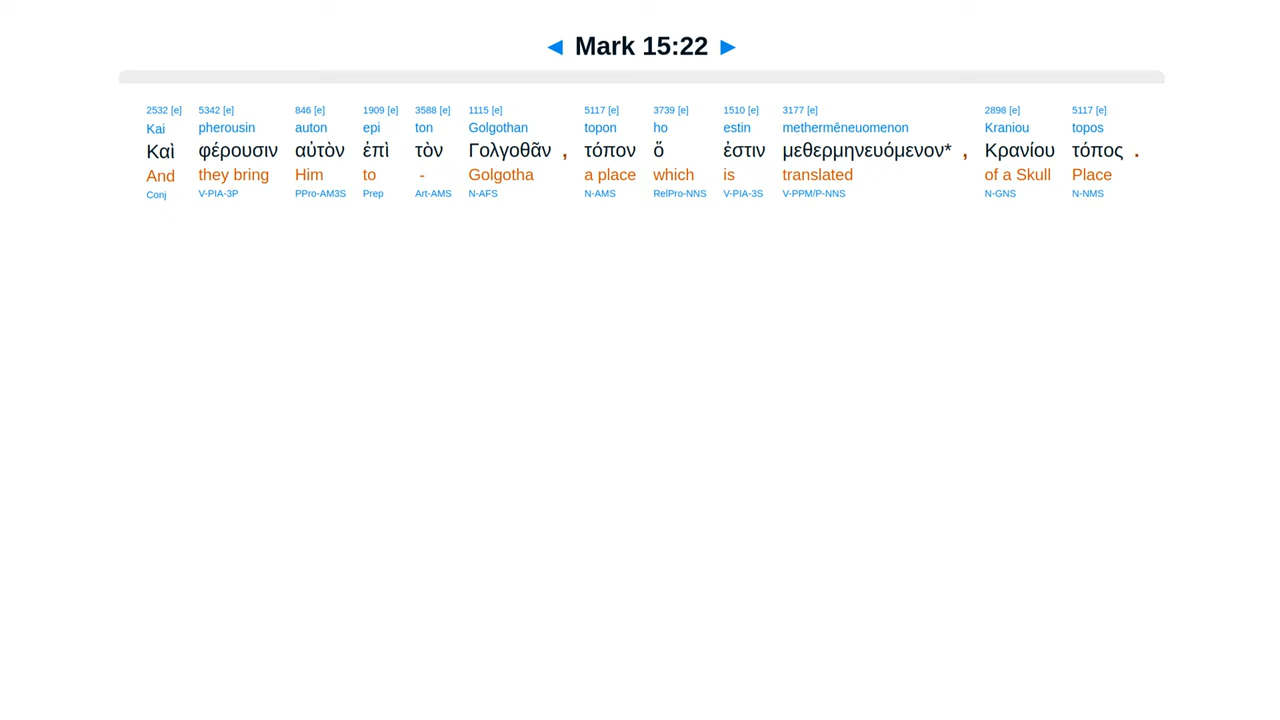 ◄ Mark 15:22 ►
2532 [e] 5342 [e] 846 [e] 1909 [e] 3588 [e] 1115 [e] 5117 [e] 3739 [e] 1510 [e] 3177 [e] 2898 [e] 5117 [e]
Kai pherousin auton epi ton Golgothan topon ho estin methermēneuomenon Kraniou topos
Καὶ φέρουσιν αὐτὸν ἐπὶ τὸν Γολγοθᾶν , τόπον ὅ ἐστιν μεθερμηνευόμενον* , Κρανίου τόπος .
And they bring Him to - Golgotha a place which is translated of a Skull Place
Conj V-PIA-3P PPro-AM3S Prep Art-AMS N-AFS N-AMS RelPro-NNS V-PIA-3S V-PPM/P-NNS N-GNS N-NMS